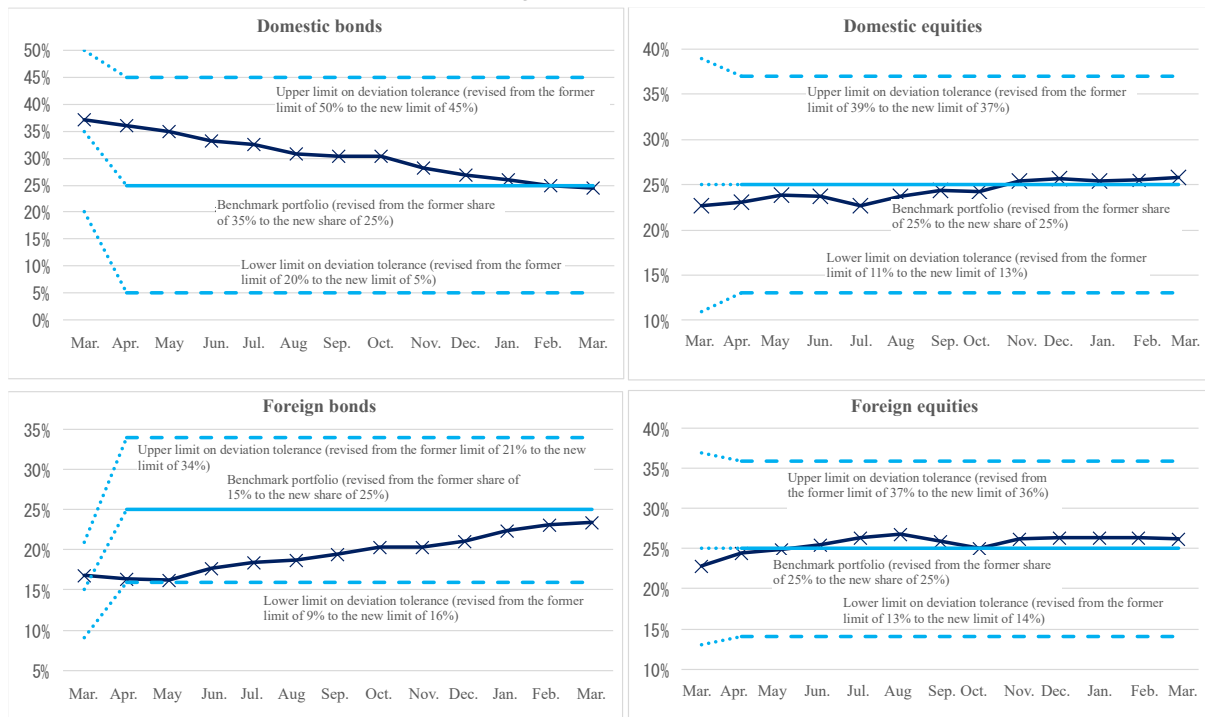 Domestic bonds
50%
45%
40%
35%
30%
25%
20%
15%
10%
5%
0%
Upper limit on deviation tolerance (revised from the former
limit of 50% to the new limit of 45%)
.Benchmark portfolio (revised from the former share
of 35% to the new share of 25%)
Lower limit on deviation tolerance (revised from the former
limit of 20% to the new limit of 5%)
Mar. Apr. May Jun. Jul. Aug Sep. Oct. Nov. Dec. Jan. Feb. Mar.
Domestic equities
40%
35%
30%
25%
20%
15%
10%
Upper limit on deviation tolerance (revised from the former
limit of 39% to the new limit of 37%)
Benchmark portfolio (revised from the former share
of 25% to the new share of 25%)
Lower limit on deviation tolerance (revised from the former
limit of 11% to the new limit of 13%)
Mar. Apr. May Jun. Jul. Aug Sep. Oct. Nov. Dec. Jan. Feb. Mar.
Foreign bonds
35%
30%
25%
20%
15%
10%
5%
Upper limit on deviation tolerance (revised from the former limit of 21% to the new
limit of 34%)
Benchmark portfolio (revised from the former share of
15% to the new share of 25%)
Lower limit on deviation tolerance (revised from the former
limit of 9% to the new limit of 16%)
Mar. Apr. May Jun. Jul. Aug Sep. Oct. Nov. Dec. Jan. Feb. Mar.
Foreign equities
40%
35%
30%
25%
20%
15%
10%
Upper limit on deviation tolerance (revised from
the former limit of 37% to the new limit of 36%)
Benchmark portfolio (revised from the former share
of 25% to the new share of 25%)
Lower limit on deviation tolerance (revised from the former
limit of 13% to the new limit of 14%)
Mar. Apr. May Jun. Jul. Aug Sep. Oct. Nov. Dec. Jan. Feb. Mar.